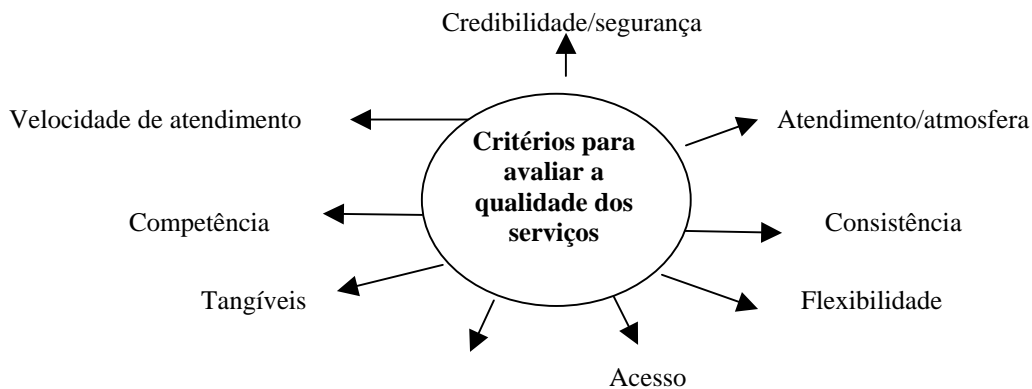 Credibilidade/segurança
Velocidade de atendimento
Atendimento/atmosfera
Critérios para
avaliar a
qualidade dos
serviços
Competência
Consistência
Tangíveis
Flexibilidade
Acesso